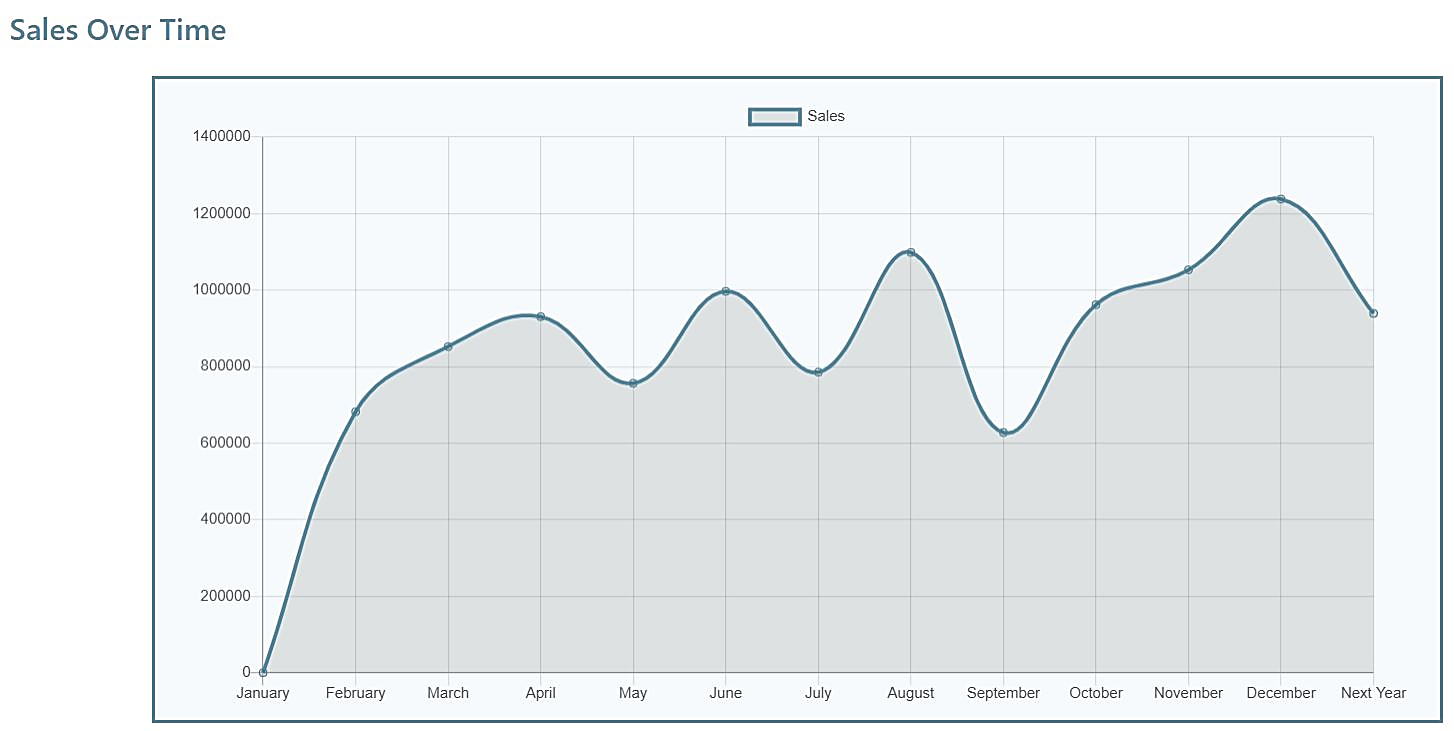 Sales Over Time
Sales
1400000
1200000
1000000
800000
600000
400000
200000
0
January February March April May June July August September October November December Next Year